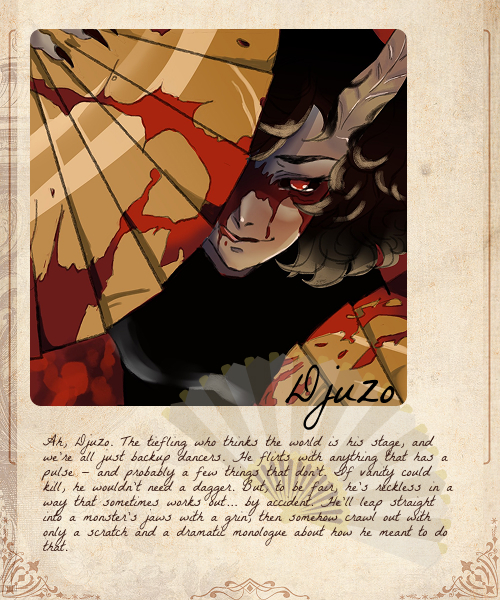 Djuzo
Ah, Djuzo. The tiefling who thinks the world is his stage, and
we're all just backup dancers. He flirts with anything that has a
pulse – and probably a few things that don't. If vanity could
kill, he wouldn't need a dagger. But, to be fair, he's reckless in a
way that sometimes works out... by accident. He'll leap straight
into a monster's jaws with a grin, then somehow crawl out with
only a scratch and a dramatic monologue about how he meant to do
that.